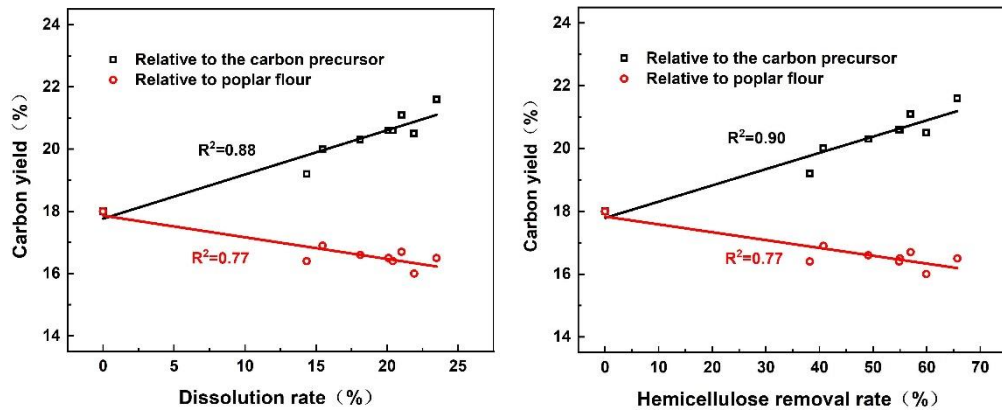 24
22
20
18
16
14
Carbon yield（%）
Relative to the carbon precursor
Relative to poplar flour
R²=0.88
R²=0.77
0 5 10 15 20 25
Dissolution rate（%）
24
22
20
18
16
14
Carbon yield（%）
Relative to the carbon precursor
Relative to poplar flour
R²=0.90
R²=0.77
0 10 20 30 40 50 60 70
Hemicellulose removal rate（%）